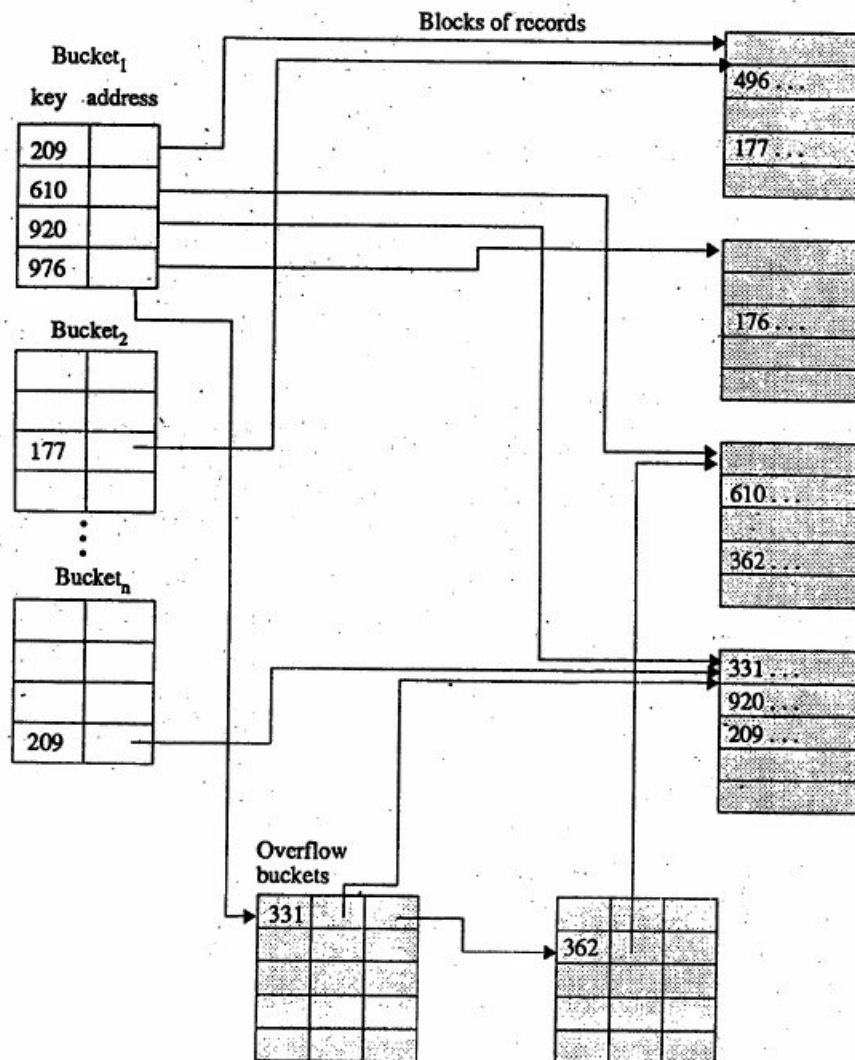 Blocks of records
Bucket1
key address
209
610
920
976
Bucket2
177
Bucketn
209
Overflow
buckets
331
362
496...
177...
176...
610...
362...
331...
920...
209...